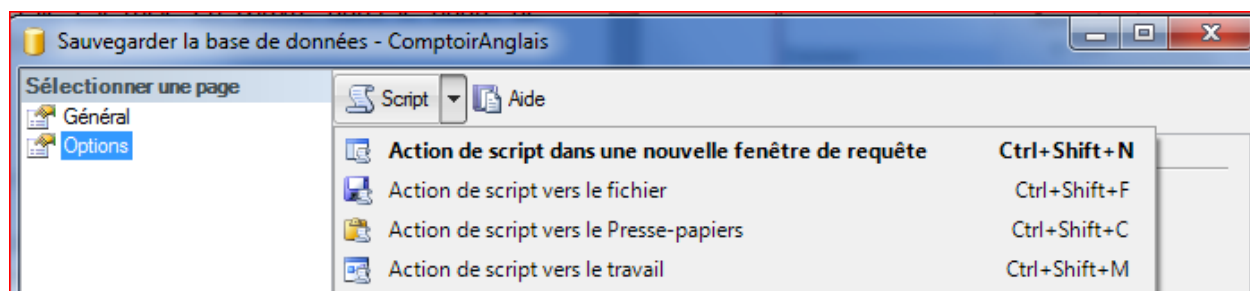 Sauvegarder la base de données - ComptoirAnglais
Sélectionner une page
Général
Options
Script Aide
Action de script dans une nouvelle fenêtre de requête Ctrl+Shift+N
Action de script vers le fichier Ctrl+Shift+F
Action de script vers le Presse-papiers Ctrl+Shift+C
Action de script vers le travail Ctrl+Shift+M